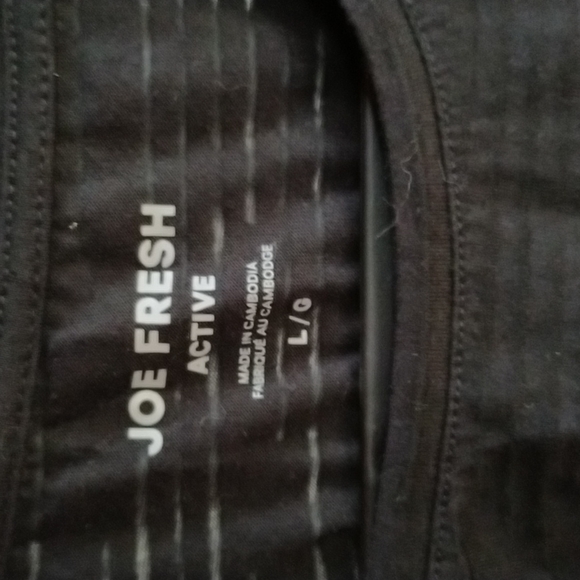 JOE FRESH
ACTIVE
MADE IN CAMBODIA
FABRIQUÉ AU CAMBODGE
L/G